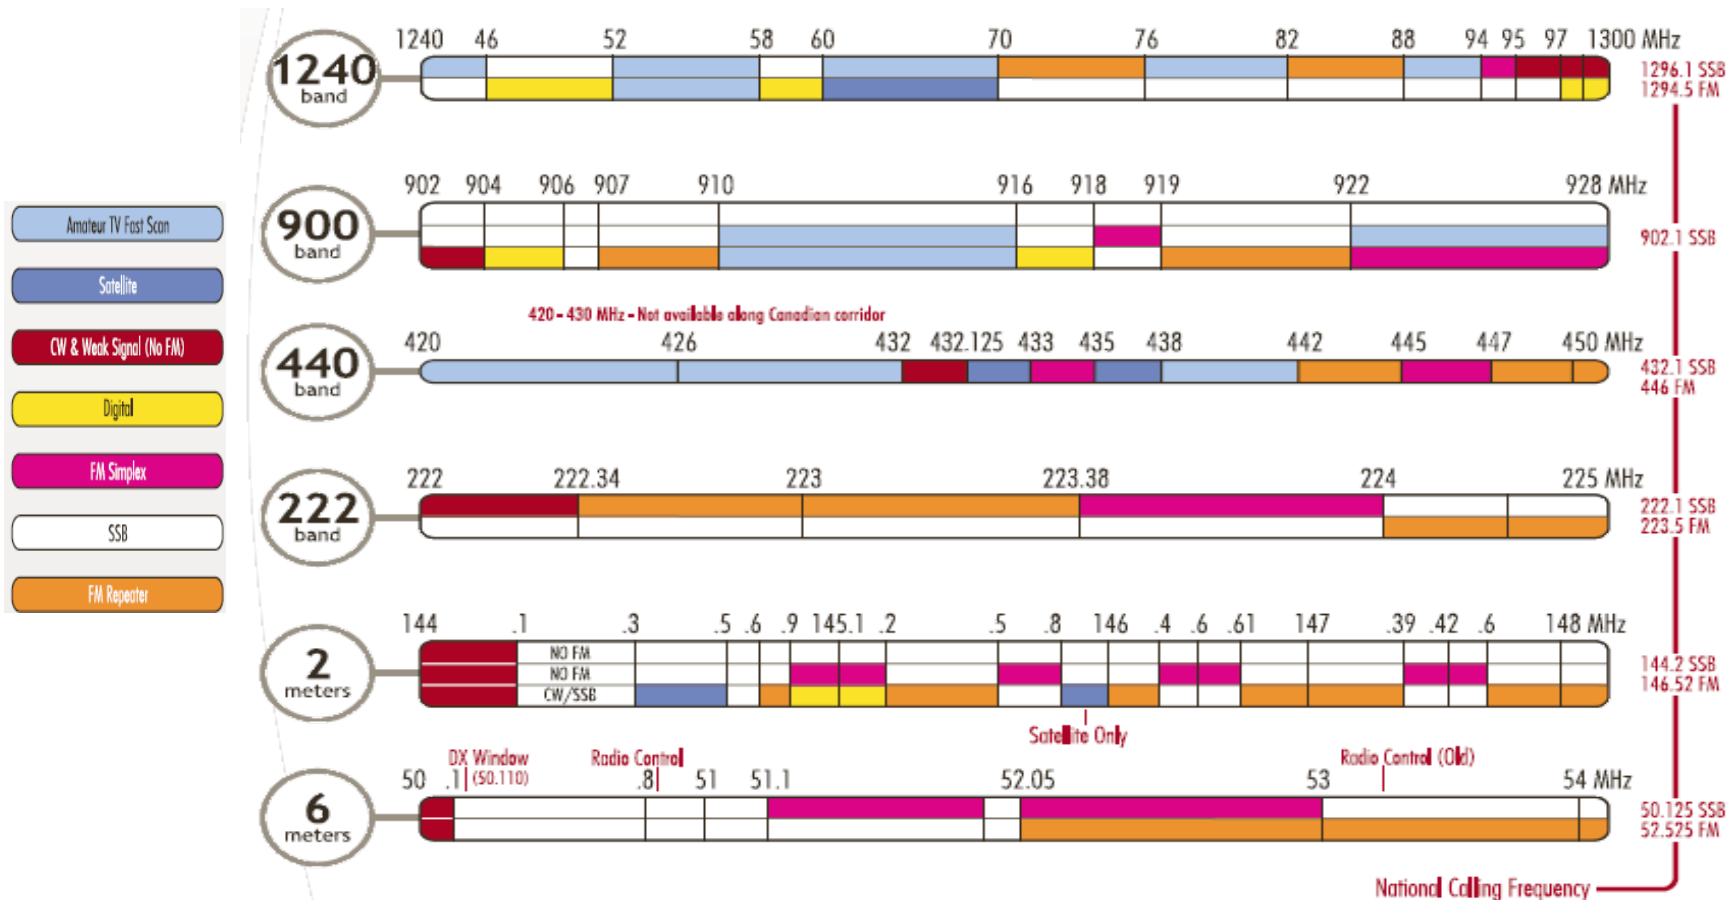 1240 46 52 58 60 70 76 82 88 94 95 97 1300 MHz
1240
band
1296.1 SSB
1294.5 FM
902 904 906 907 910 916 918 919 922 928 MHz
900
band
902.1 SSB
Amateur TV Fast Scan
Satellite
CW & Weak Signal (No FM)
Digital
FM Simplex
SSB
FM Repeater
420 - 430 MHz - Not available along Canadian corridor
420 426 432 432.125 433 435 438 442 445 447 450 MHz
440
band
432.1 SSB
446 FM
222 222.34 223 223.38 224 225 MHz
222
band
222.1 SSB
223.5 FM
144 .1 .3 .5 .6 .9 145.1 .2 .5 .8 146 .4 .6 .61 147 .39 .42 .6 148 MHz
2
meters
NO FM
NO FM
CW/SSB
144.2 SSB
146.52 FM
Satellite Only
DX Window
(50.110)
Radio Control
Radio Control (Old)
50 .1 .8 51 51.1 52.05 53 54 MHz
6
meters
50.125 SSB
52.525 FM
National Calling Frequency